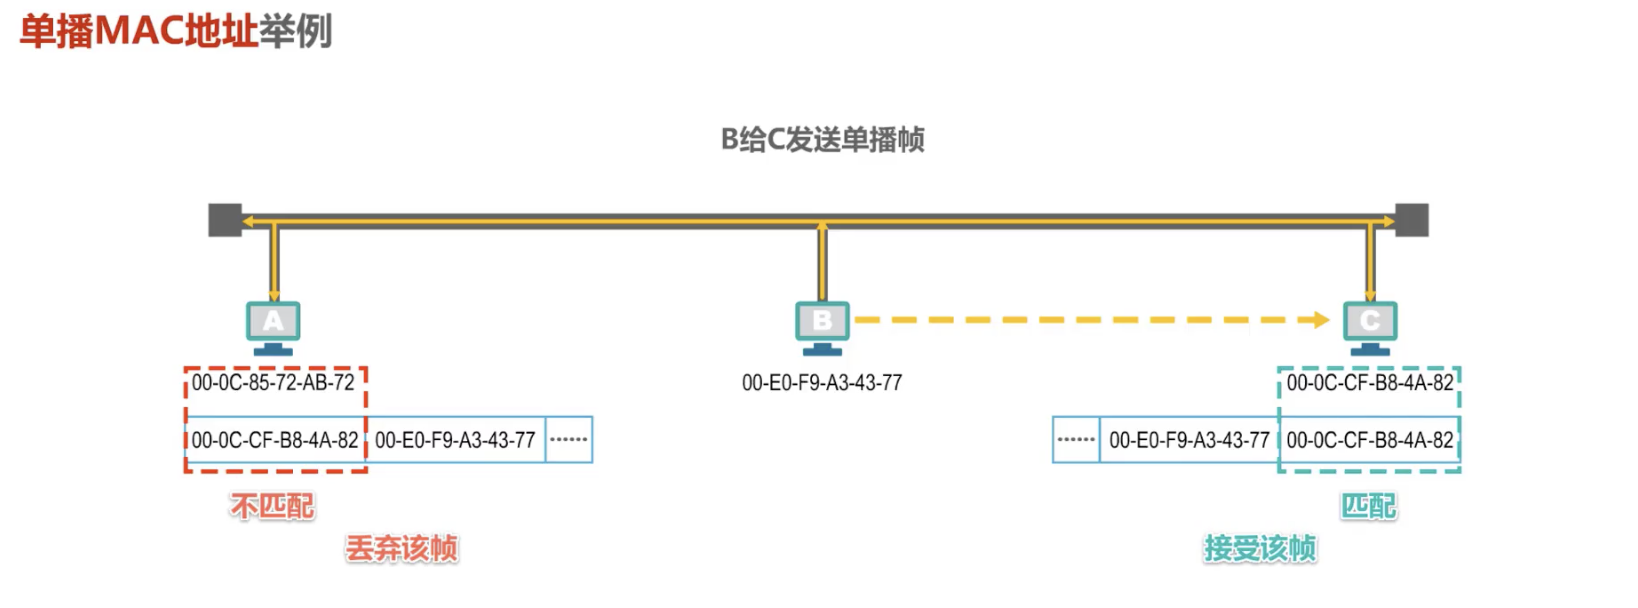 单播MAC地址举例
B给C发送单播帧
A
B
C
00-0C-85-72-AB-72
00-E0-F9-A3-43-77
00-0C-CF-B8-4A-82
00-0C-CF-B8-4A-82 00-E0-F9-A3-43-77 ······
······ 00-E0-F9-A3-43-77 00-0C-CF-B8-4A-82
不匹配
匹配
丢弃该帧
接受该帧